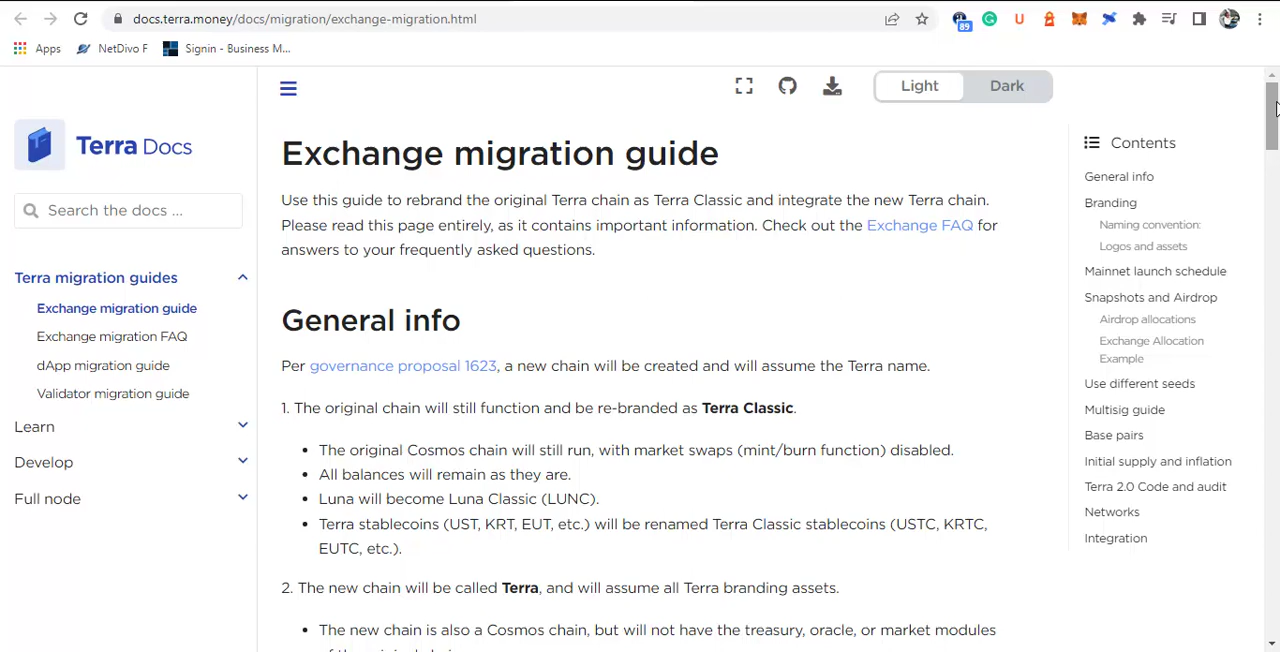 docs.terra.money/docs/migration/exchange-migration.html
89
U
Apps
NetDivo F
Signin - Business M...
Light
Dark
Terra Docs
Search the docs ...
Terra migration guides
Exchange migration guide
Exchange migration FAQ
dApp migration guide
Validator migration guide
Learn
Develop
Full node
Exchange migration guide
Use this guide to rebrand the original Terra chain as Terra Classic and integrate the new Terra chain.
Please read this page entirely, as it contains important information. Check out the Exchange FAQ for
answers to your frequently asked questions.
General info
Per governance proposal 1623, a new chain will be created and will assume the Terra name.
1. The original chain will still function and be re-branded as Terra Classic.
• The original Cosmos chain will still run, with market swaps (mint/burn function) disabled.
• All balances will remain as they are.
• Luna will become Luna Classic (LUNC).
• Terra stablecoins (UST, KRT, EUT, etc.) will be renamed Terra Classic stablecoins (USTC, KRTC,
EUTC, etc.).
2. The new chain will be called Terra, and will assume all Terra branding assets.
• The new chain is also a Cosmos chain, but will not have the treasury, oracle, or market modules
Contents
General info
Branding
Naming convention:
Logos and assets
Mainnet launch schedule
Snapshots and Airdrop
Airdrop allocations
Exchange Allocation
Example
Use different seeds
Multisig guide
Base pairs
Initial supply and inflation
Terra 2.0 Code and audit
Networks
Integration